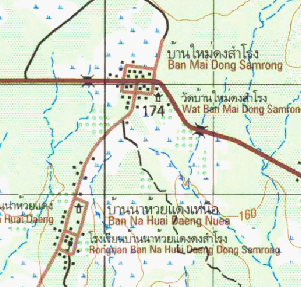 บ้านใหม่ดงสำโรง
Ban Mai Dong Samrong
วัดบ้านใหม่ดงสำโรง
Wat Ban Mai Dong Samron
174
านนาหวยแดง
Huai Daeng
บ้านนาห้วยแดงเหนือ
Ban Na Huai Daeng Nuea
160
โรงเรียนบ้านนาห้วยแดงดงสำโรง
Rongrian Ban Na Huai Daeng Dong Samrong